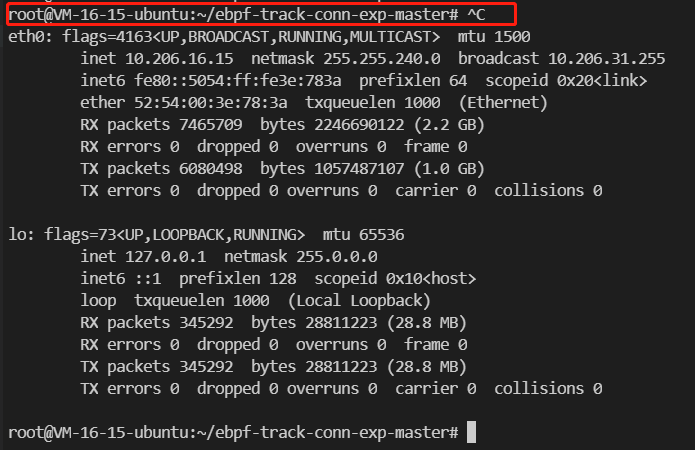 root@VM-16-15-ubuntu:~/ebpf-track-conn-exp-master# ^C
eth0: flags=4163<UP,BROADCAST,RUNNING,MULTICAST>  mtu 1500
        inet 10.206.16.15  netmask 255.255.240.0  broadcast 10.206.31.255
        inet6 fe80::5054:ff:fe3e:783a  prefixlen 64  scopeid 0x20<link>
        ether 52:54:00:3e:78:3a  txqueuelen 1000  (Ethernet)
        RX packets 7465709  bytes 2246690122 (2.2 GB)
        RX errors 0  dropped 0  overruns 0  frame 0
        TX packets 6080498  bytes 1057487107 (1.0 GB)
        TX errors 0  dropped 0 overruns 0  carrier 0  collisions 0

lo: flags=73<UP,LOOPBACK,RUNNING>  mtu 65536
        inet 127.0.0.1  netmask 255.0.0.0
        inet6 ::1  prefixlen 128  scopeid 0x10<host>
        loop  txqueuelen 1000  (Local Loopback)
        RX packets 345292  bytes 28811223 (28.8 MB)
        RX errors 0  dropped 0  overruns 0  frame 0
        TX packets 345292  bytes 28811223 (28.8 MB)
        TX errors 0  dropped 0 overruns 0  carrier 0  collisions 0

root@VM-16-15-ubuntu:~/ebpf-track-conn-exp-master#